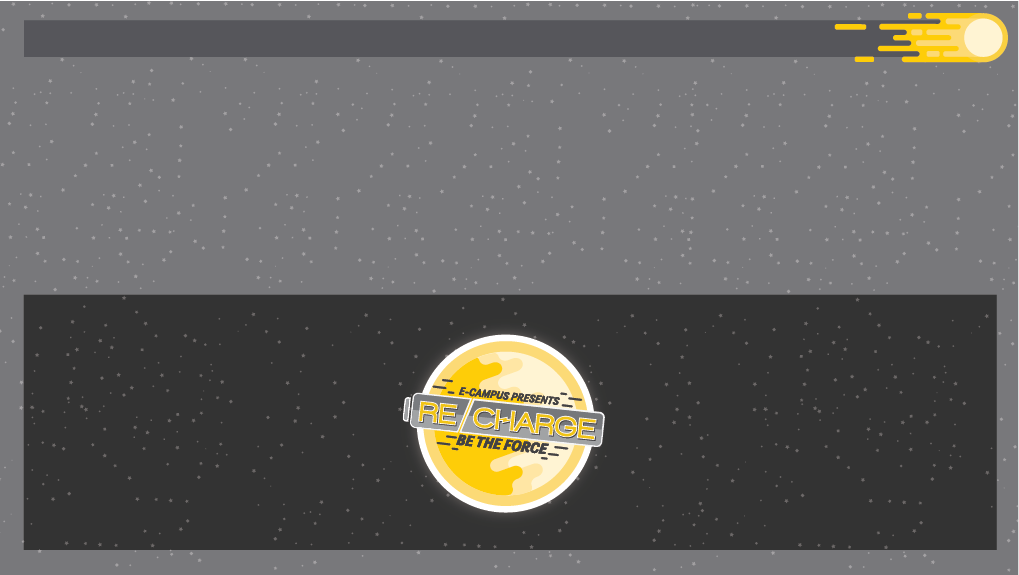 E-CAMPUS PRESENTS
RE/CHARGE
BE THE FORCE